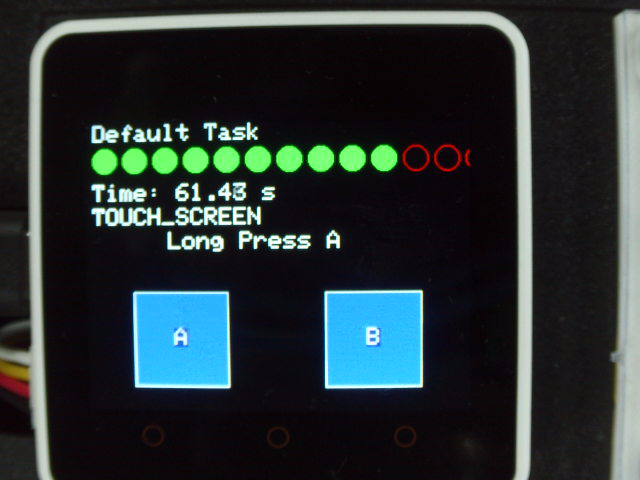 Default Task
Time: 61.43 s
TOUCH_SCREEN
Long Press A
A
B